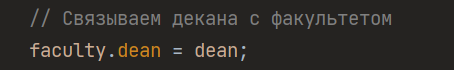 // Связываем декана с факультетом
faculty.dean = dean;